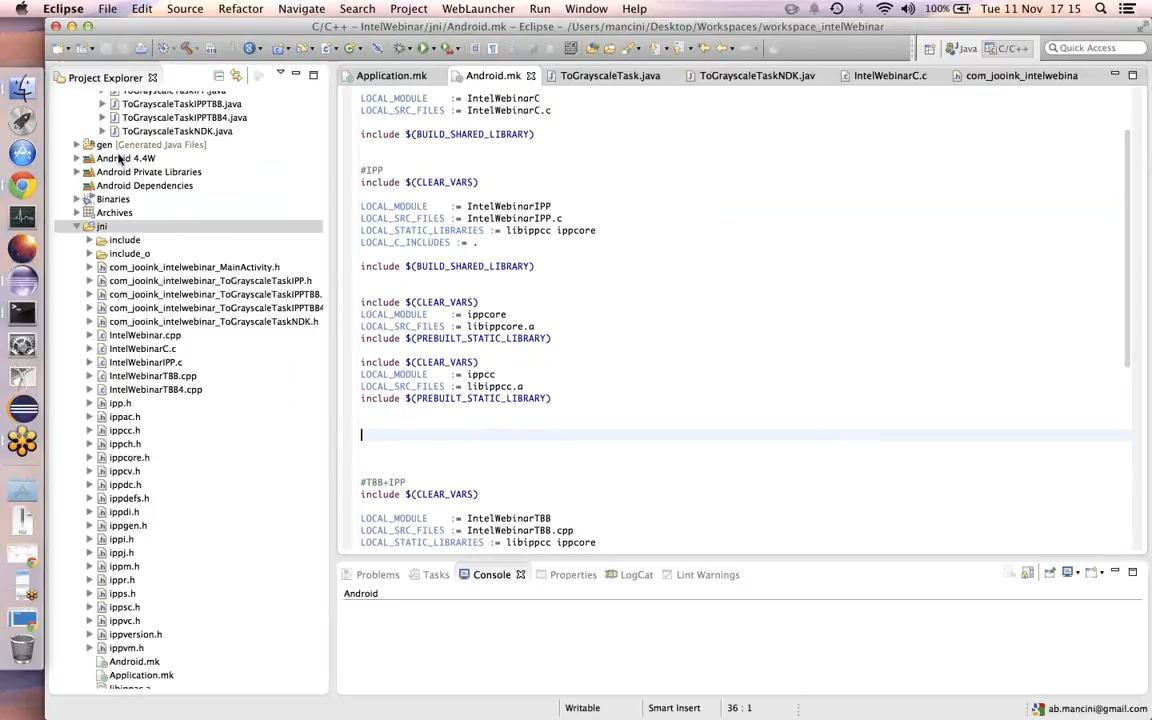 Eclipse File Edit Source Refactor Navigate Search Project WebLauncher Run Window Help 100% Tue 11 Nov 17 15
C/C++ - IntelWebinar/jni/Android.mk - Eclipse - /Users/mancini/Desktop/Workspaces/workspace_intelWebinar
Java C/C++ Quick Access
Project Explorer
ToGrayscaleTaskIPPTBB.java
ToGrayscaleTaskIPPTBB4.java
ToGrayscaleTaskNDK.java
gen [Generated Java Files]
Android 4.4W
Android Private Libraries
Android Dependencies
Binaries
Archives
jni
include
include_o
com_jooink_intelwebinar_MainActivity.h
com_jooink_intelwebinar_ToGrayscaleTaskIPP.h
com_jooink_intelwebinar_ToGrayscaleTaskIPPTBB.
com_jooink_intelwebinar_ToGrayscaleTaskIPPTBB4
com_jooink_intelwebinar_ToGrayscaleTaskNDK.h
IntelWebinar.cpp
IntelWebinarC.c
IntelWebinarIPP.c
IntelWebinarTBB.cpp
IntelWebinarTBB4.cpp
ipp.h
ippac.h
ippcc.h
ippch.h
ippcore.h
ippcv.h
ippdc.h
ippdefs.h
ippdi.h
ippgen.h
ippi.h
ippj.h
ippm.h
ippr.h
ipps.h
ippsc.h
ippvc.h
ippversion.h
ippvm.h
Android.mk
Application.mk
Application.mk Android.mk ToGrayscaleTask.java ToGrayscaleTaskNDK.jav IntelWebinarC.c com_jooink_intelwebina
LOCAL_MODULE := IntelWebinarC
LOCAL_SRC_FILES := IntelWebinarC.c
include $(BUILD_SHARED_LIBRARY)
#IPP
include $(CLEAR_VARS)
LOCAL_MODULE := IntelWebinarIPP
LOCAL_SRC_FILES := IntelWebinarIPP.c
LOCAL_STATIC_LIBRARIES := libippcc ippcore
LOCAL_C_INCLUDES := .
include $(BUILD_SHARED_LIBRARY)
include $(CLEAR_VARS)
LOCAL_MODULE := ippcore
LOCAL_SRC_FILES := libippcore.a
include $(PREBUILT_STATIC_LIBRARY)
include $(CLEAR_VARS)
LOCAL_MODULE := ippcc
LOCAL_SRC_FILES := libippcc.a
include $(PREBUILT_STATIC_LIBRARY)
#TBB+IPP
include $(CLEAR_VARS)
LOCAL_MODULE := IntelWebinarTBB
LOCAL_SRC_FILES := IntelWebinarTBB.cpp
LOCAL_STATIC_LIBRARIES := libippcc ippcore
Problems Tasks Console Properties LogCat Lint Warnings
Android
Writable Smart Insert 36 : 1 ab.mancini@gmail.com